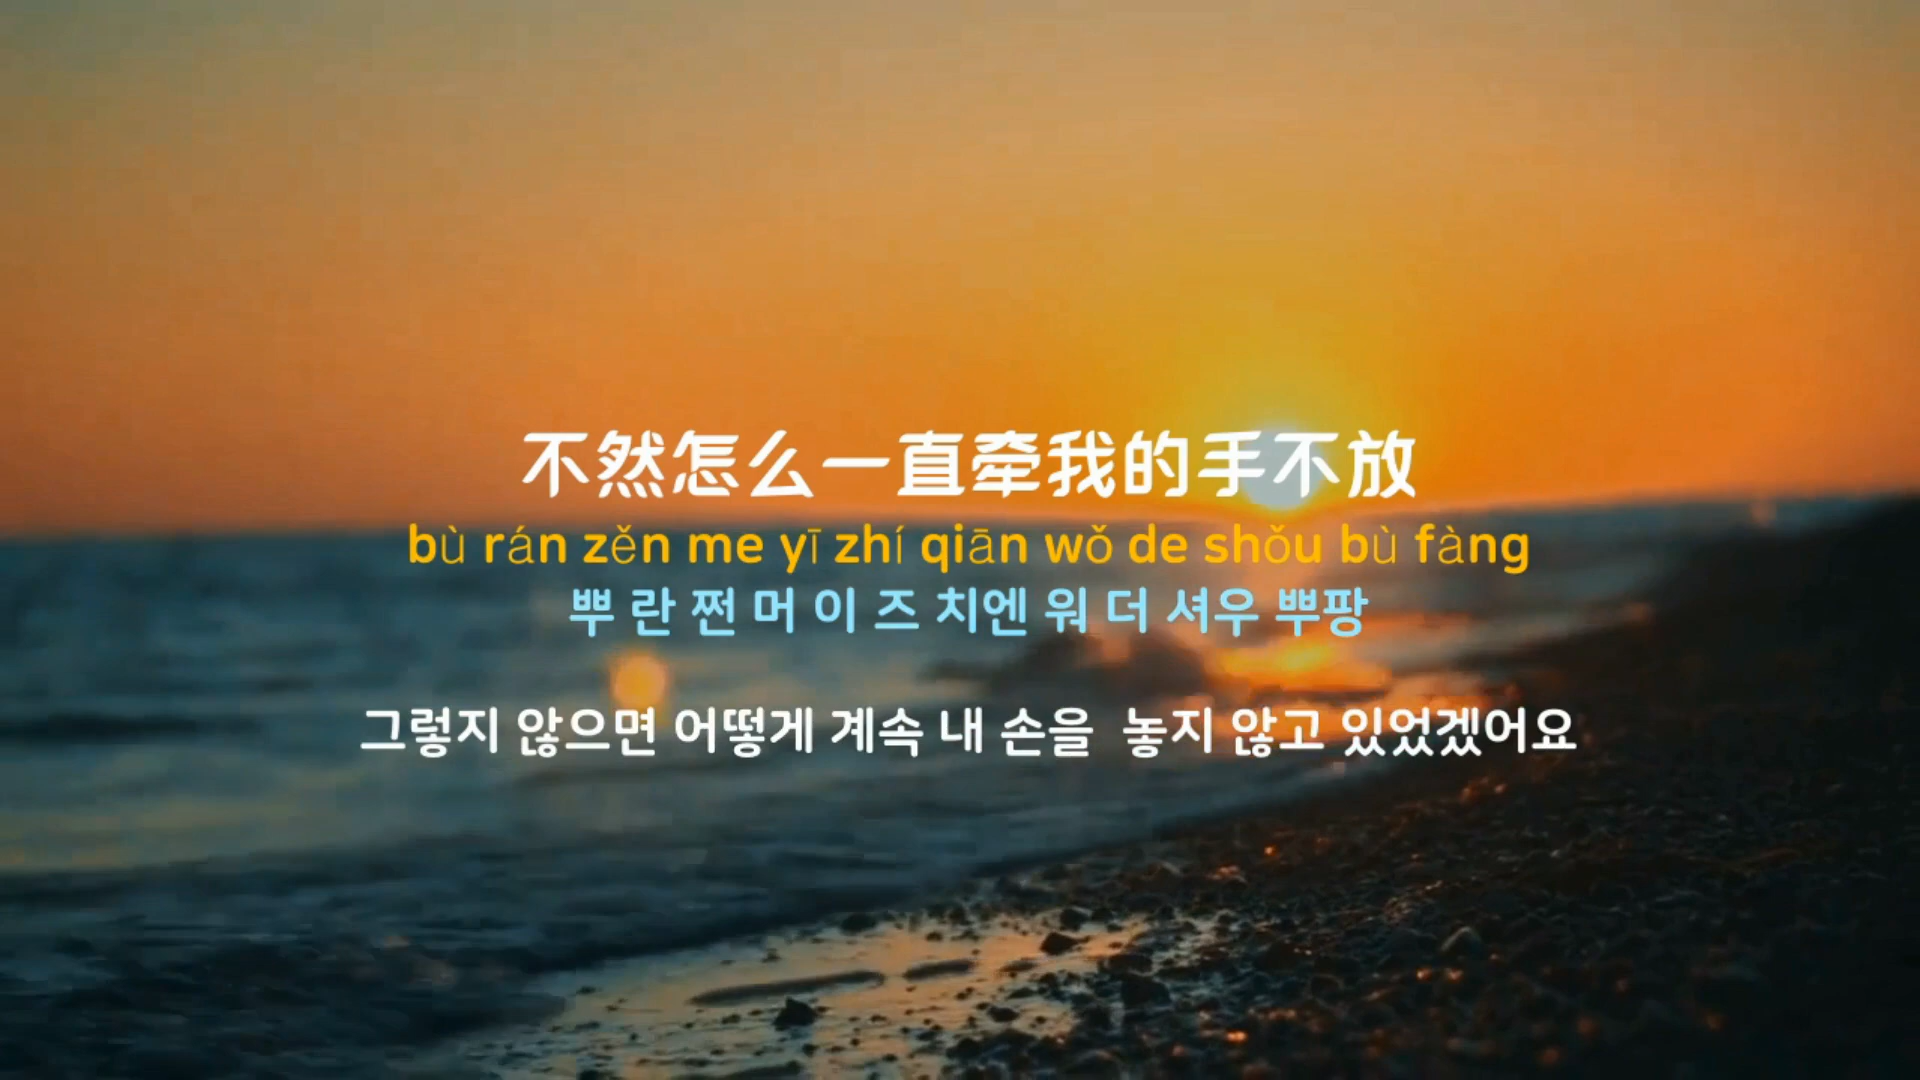 不然怎么一直牵我的手不放
bù rán zěn me yī zhí qiān wǒ de shǒu bù fàng
뿌 란 쩐 머 이 즈 치엔 워 더 셔우 뿌팡
그렇지 않으면 어떻게 계속 내 손을 놓지 않고 있었겠어요